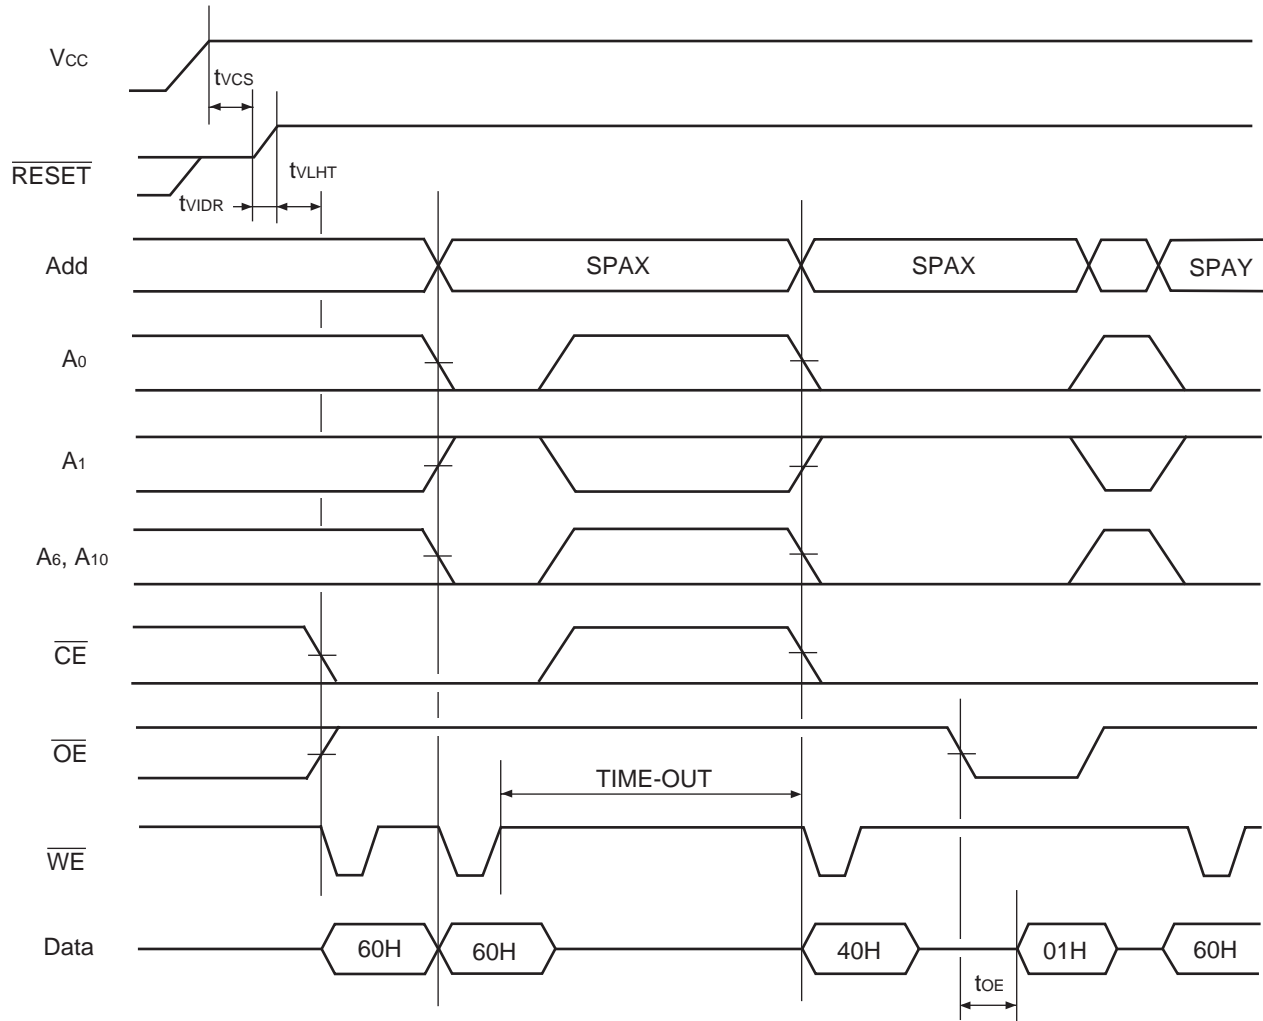 VCC
tVCS
RESET
tVLHT
tVIDR
Add
SPAX
SPAX
SPAY
A0
A1
A6, A10
CE
OE
TIME-OUT
WE
Data
60H
60H
40H
01H
60H
tOE